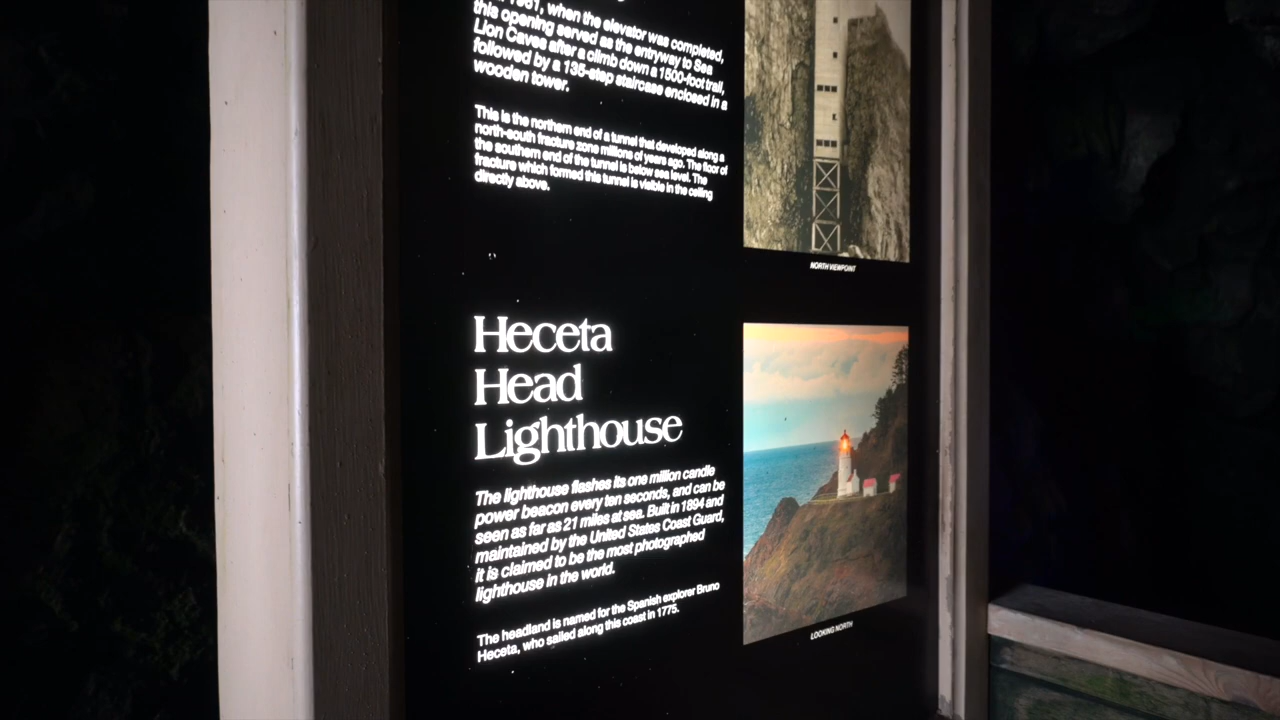 1961, when the elevator was completed,
this opening served as the entryway to Sea
Lion Caves after a climb down a 1500-foot trail,
followed by a 135-step staircase enclosed in a
wooden tower.
This is the northern end of a tunnel that developed along a
north-south fracture zone millions of years ago. The floor of
the southern end of the tunnel is below sea level. The
fracture which formed this tunnel is visible in the ceiling
directly above.
NORTH VIEWPOINT
Heceta
Head
Lighthouse
The lighthouse flashes its one million candle
power beacon every ten seconds, and can be
seen as far as 21 miles at sea. Built in 1894 and
maintained by the United States Coast Guard,
it is claimed to be the most photographed
lighthouse in the world.
The headland is named for the Spanish explorer Bruno
Heceta, who sailed along this coast in 1775.
LOOKING NORTH